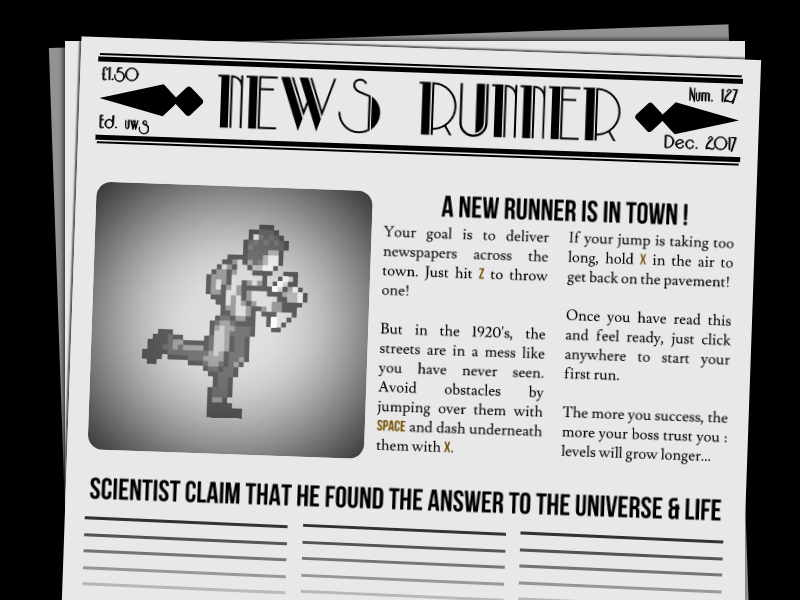 £1.50
Ed. UWS
NEWS RUNNER
Num. 127
Dec. 2017
A NEW RUNNER IS IN TOWN !
Your goal is to deliver
newspapers across the
town. Just hit Z to throw
one!
But in the 1920's, the
streets are in a mess like
you have never seen.
Avoid obstacles by
jumping over them with
SPACE and dash underneath
them with X.
If your jump is taking too
long, hold X in the air to
get back on the pavement!
Once you have read this
and feel ready, just click
anywhere to start your
first run.
The more you success, the
more your boss trust you :
levels will grow longer...
SCIENTIST CLAIM THAT HE FOUND THE ANSWER TO THE UNIVERSE & LIFE